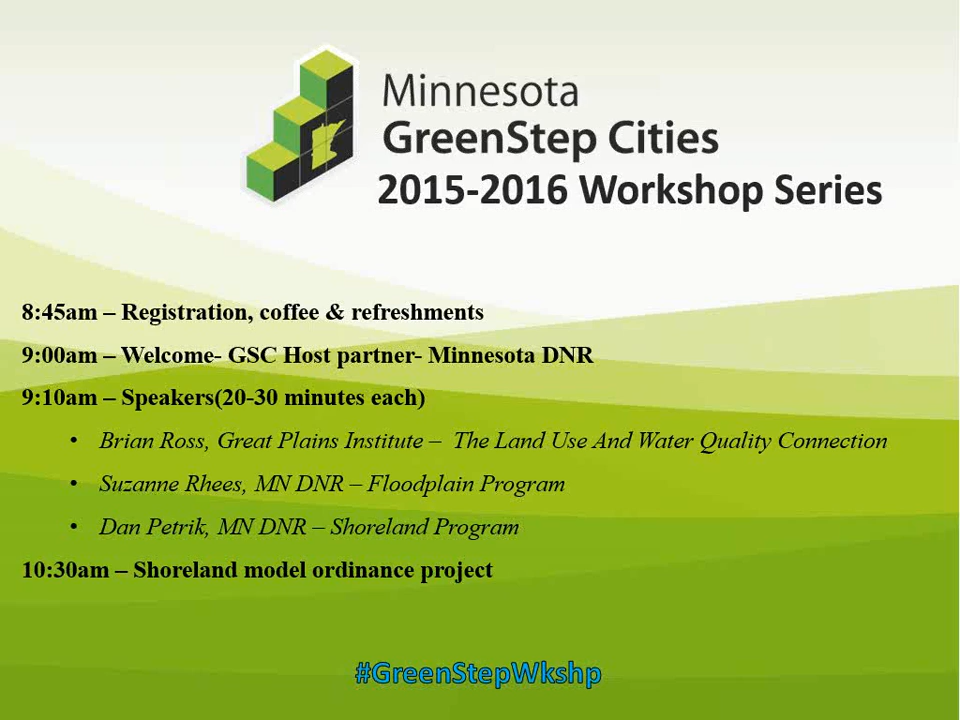 Minnesota
GreenStep Cities
2015-2016 Workshop Series
8:45am – Registration, coffee & refreshments
9:00am – Welcome- GSC Host partner- Minnesota DNR
9:10am – Speakers(20-30 minutes each)
• Brian Ross, Great Plains Institute – The Land Use And Water Quality Connection
• Suzanne Rhees, MN DNR – Floodplain Program
• Dan Petrik, MN DNR – Shoreland Program
10:30am – Shoreland model ordinance project
#GreenStepWkshp